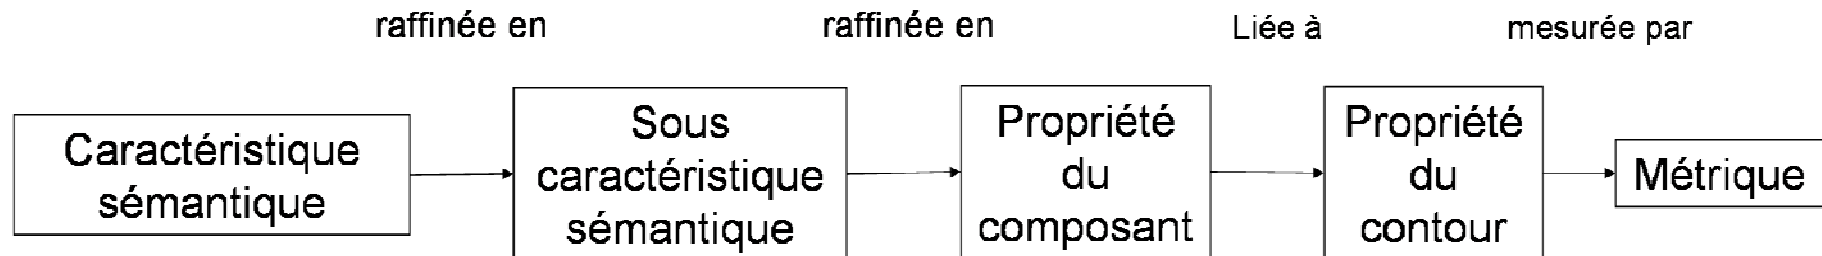 raffinée en
raffinée en
Liée à
mesurée par
Caractéristique
sémantique
Sous
caractéristique
sémantique
Propriété
du
composant
Propriété
du
contour
Métrique